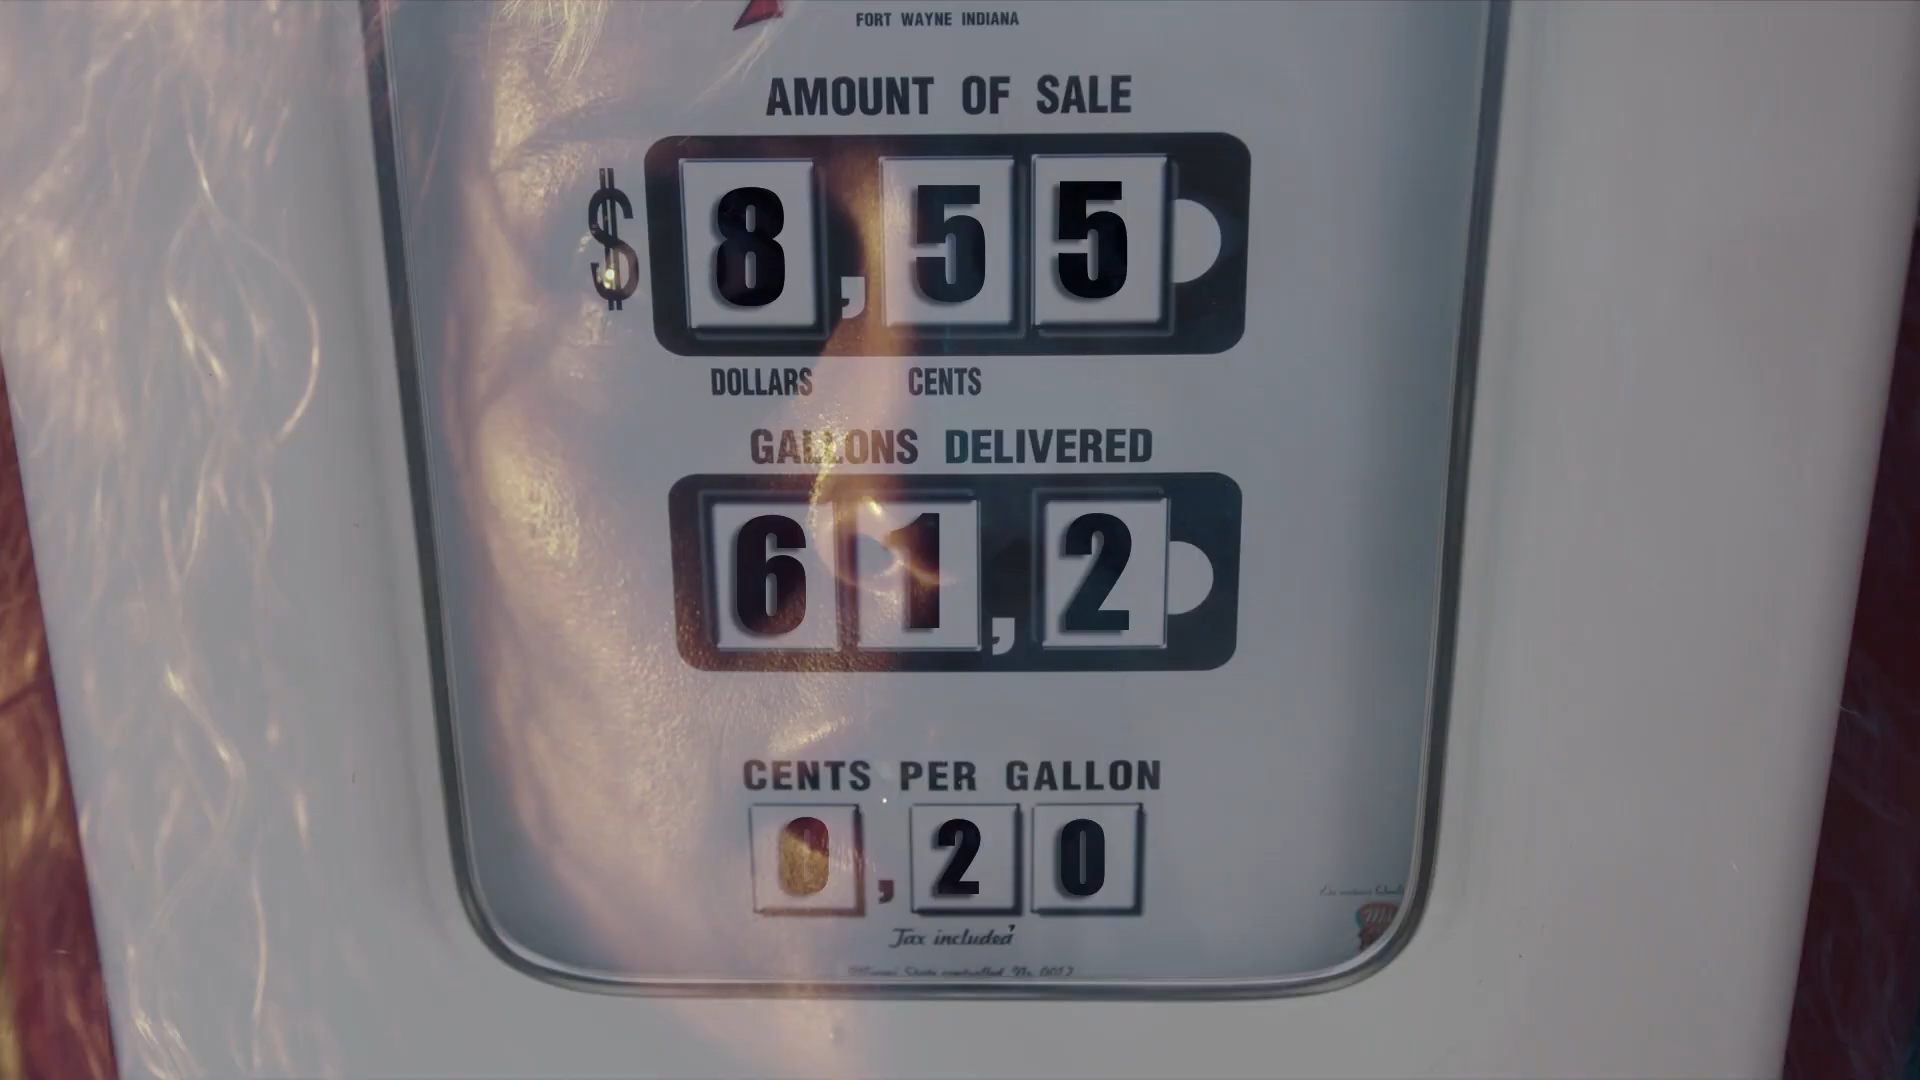 FORT WAYNE INDIANA
AMOUNT OF SALE
$ 8,55
DOLLARS CENTS
GALLONS DELIVERED
61,2
CENTS PER GALLON
0,20
Tax included